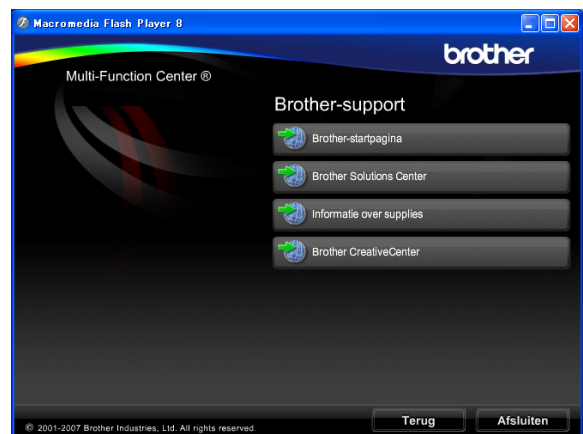 Macromedia Flash Player 8
brother
Multi-Function Center ®
Brother-support
Brother-startpagina
Brother Solutions Center
Informatie over supplies
Brother CreativeCenter
Terug
Afsluiten
© 2001-2007 Brother Industries, Ltd. All rights reserved.